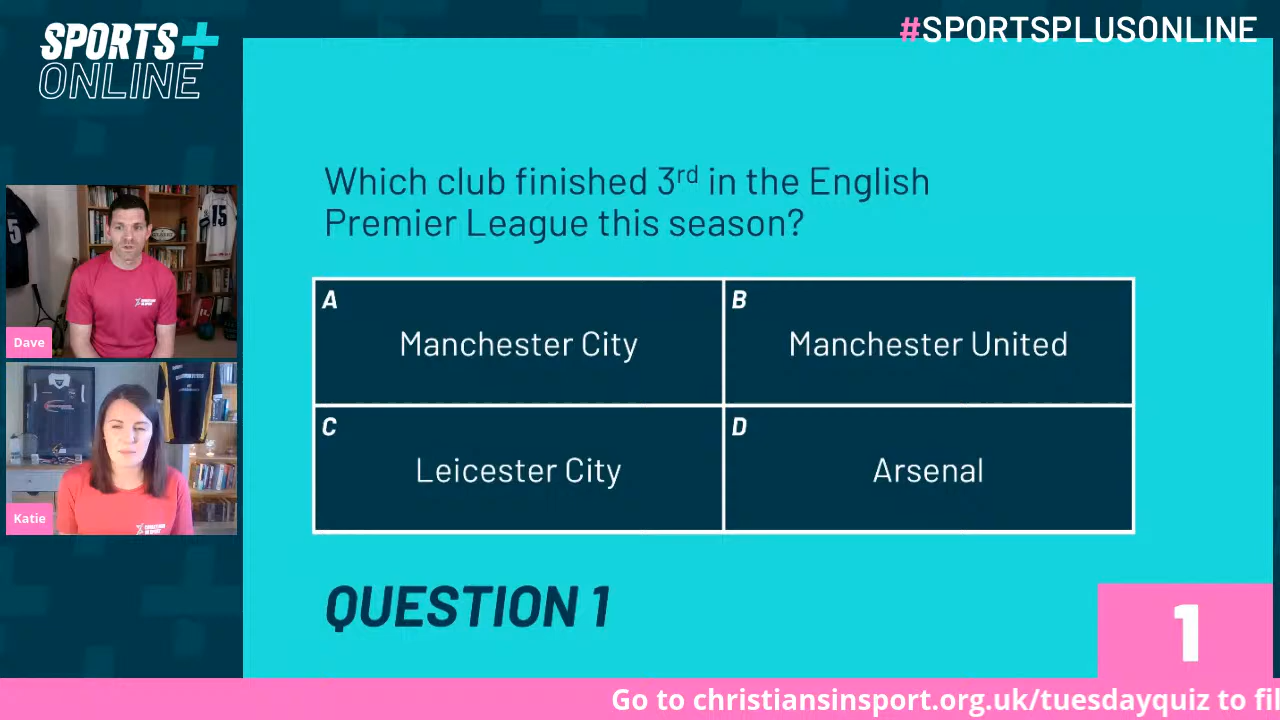 SPORTS+
ONLINE
#SPORTSPLUSONLINE
Which club finished 3rd in the English
Premier League this season?
A
Manchester City
B
Manchester United
C
Leicester City
D
Arsenal
QUESTION 1
1
15
Dave
Katie
Go to christiansinsport.org.uk/tuesdayquiz to fil